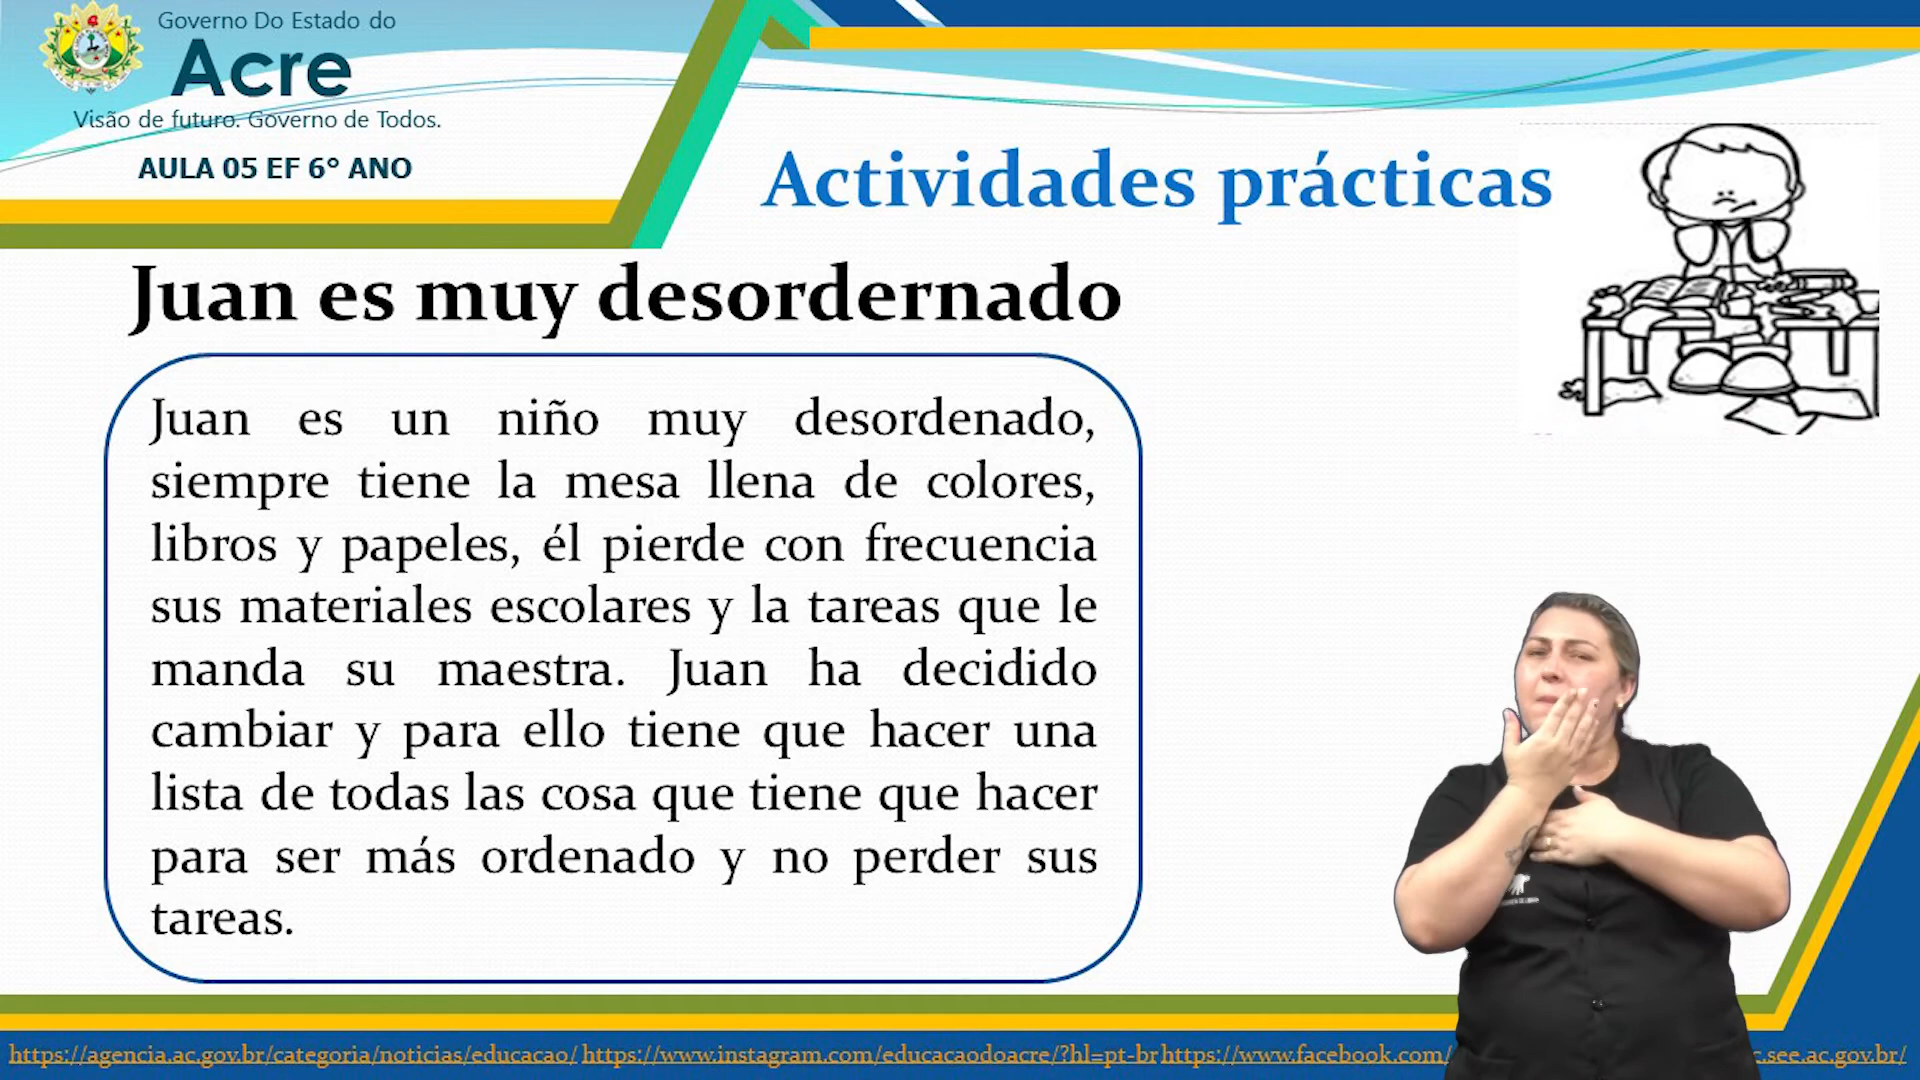 Governo Do Estado do
Acre
Visão de futuro. Governo de Todos.
AULA 05 EF 6° ANO
Actividades prácticas
Juan es muy desordernado
Juan es un niño muy desordenado,
siempre tiene la mesa llena de colores,
libros y papeles, él pierde con frecuencia
sus materiales escolares y la tareas que le
manda su maestra. Juan ha decidido
cambiar y para ello tiene que hacer una
lista de todas las cosa que tiene que hacer
para ser más ordenado y no perder sus
tareas.
https://agencia.ac.gov.br/categoria/noticias/educacao/ https://www.instagram.com/educacaodoacre/?hl=pt-br https://www.facebook.com/ c.see.ac.gov.br/